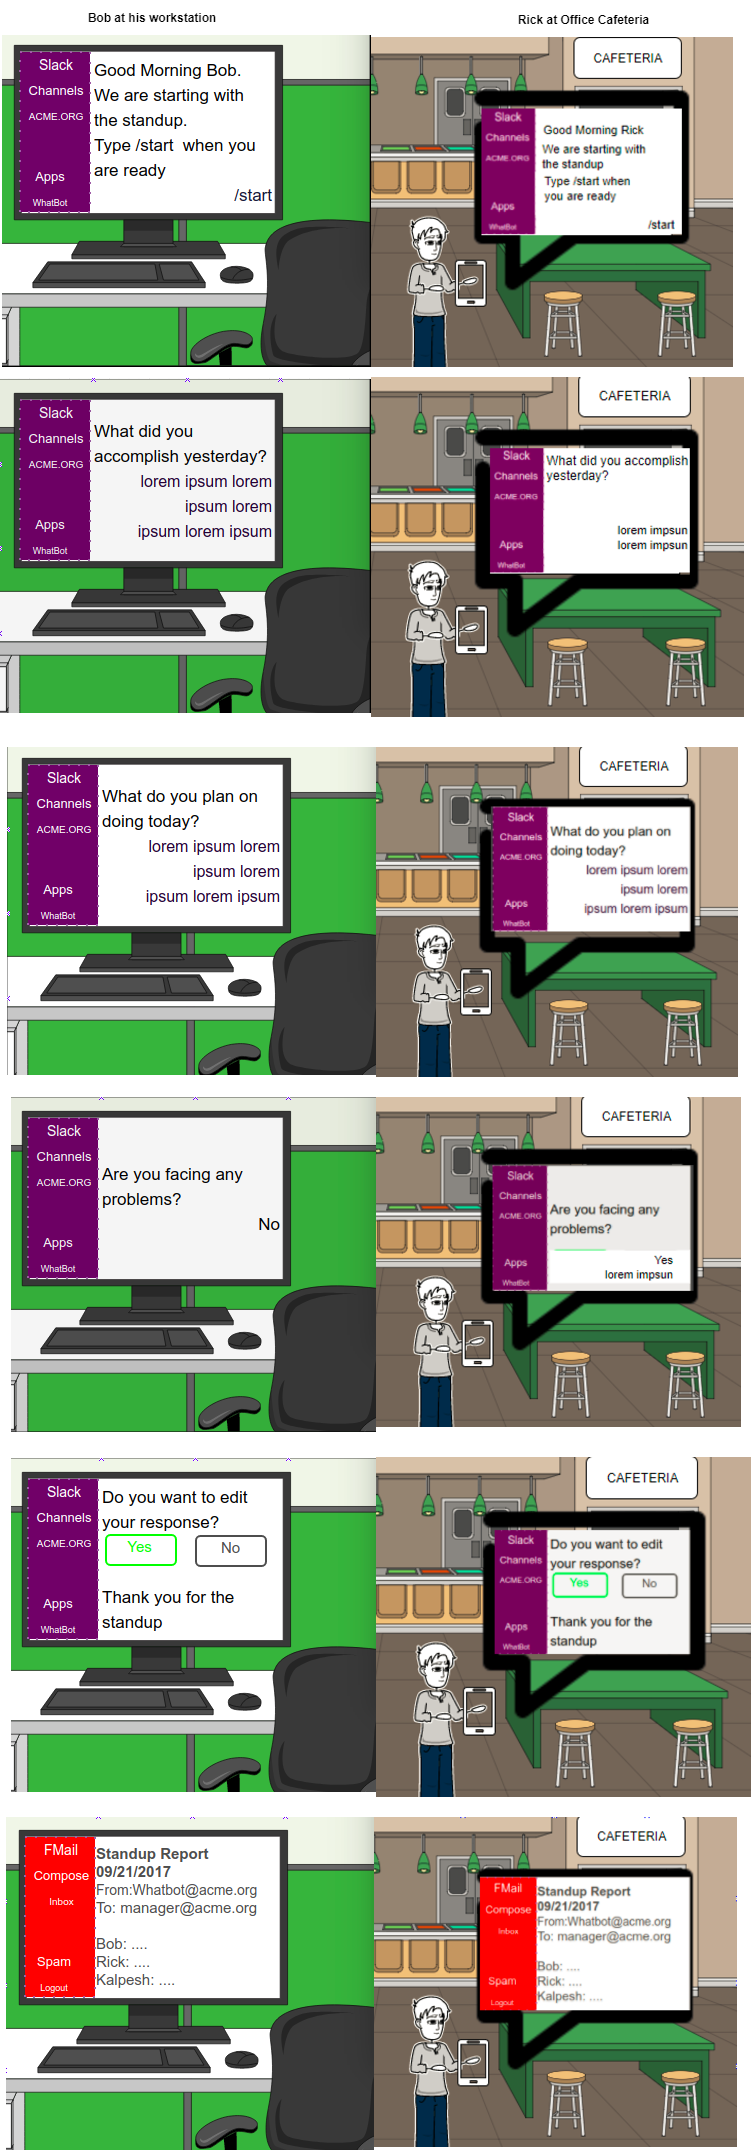 Bob at his workstation
Rick at Office Cafeteria
Slack
Channels
ACME.ORG
Apps
WhatBot
Good Morning Bob.
We are starting with
the standup.
Type /start  when you
are ready
/start
CAFETERIA
Slack
Channels
ACME.ORG
Apps
WhatBot
Good Morning Rick
We are starting with
the standup
Type /start when
you are ready
/start
Slack
Channels
ACME.ORG
Apps
WhatBot
What did you
accomplish yesterday?
lorem ipsum lorem
ipsum lorem
ipsum lorem ipsum
CAFETERIA
Slack
Channels
ACME.ORG
Apps
WhatBot
What did you accomplish
yesterday?
lorem impsun
lorem impsun
Slack
Channels
ACME.ORG
Apps
WhatBot
What do you plan on
doing today?
lorem ipsum lorem
ipsum lorem
ipsum lorem ipsum
CAFETERIA
Slack
Channels
ACME.ORG
Apps
WhatBot
What do you plan on
doing today?
lorem ipsum lorem
ipsum lorem
ipsum lorem ipsum
Slack
Channels
ACME.ORG
Apps
WhatBot
Are you facing any
problems?
No
CAFETERIA
Slack
Channels
ACME.ORG
Apps
WhatBot
Are you facing any
problems?
Yes
lorem impsun
Slack
Channels
ACME.ORG
Apps
WhatBot
Do you want to edit
your response?
Yes No
Thank you for the
standup
CAFETERIA
Slack
Channels
ACME.ORG
Apps
WhatBot
Do you want to edit
your response?
Yes No
Thank you for the
standup
FMail
Compose
Inbox
Spam
Logout
Standup Report
09/21/2017
From:Whatbot@acme.org
To: manager@acme.org
Bob: ....
Rick: ....
Kalpesh: ....
CAFETERIA
FMail
Compose
Inbox
Spam
Logout
Standup Report
09/21/2017
From:Whatbot@acme.org
To: manager@acme.org
Bob: ....
Rick: ....
Kalpesh: ....